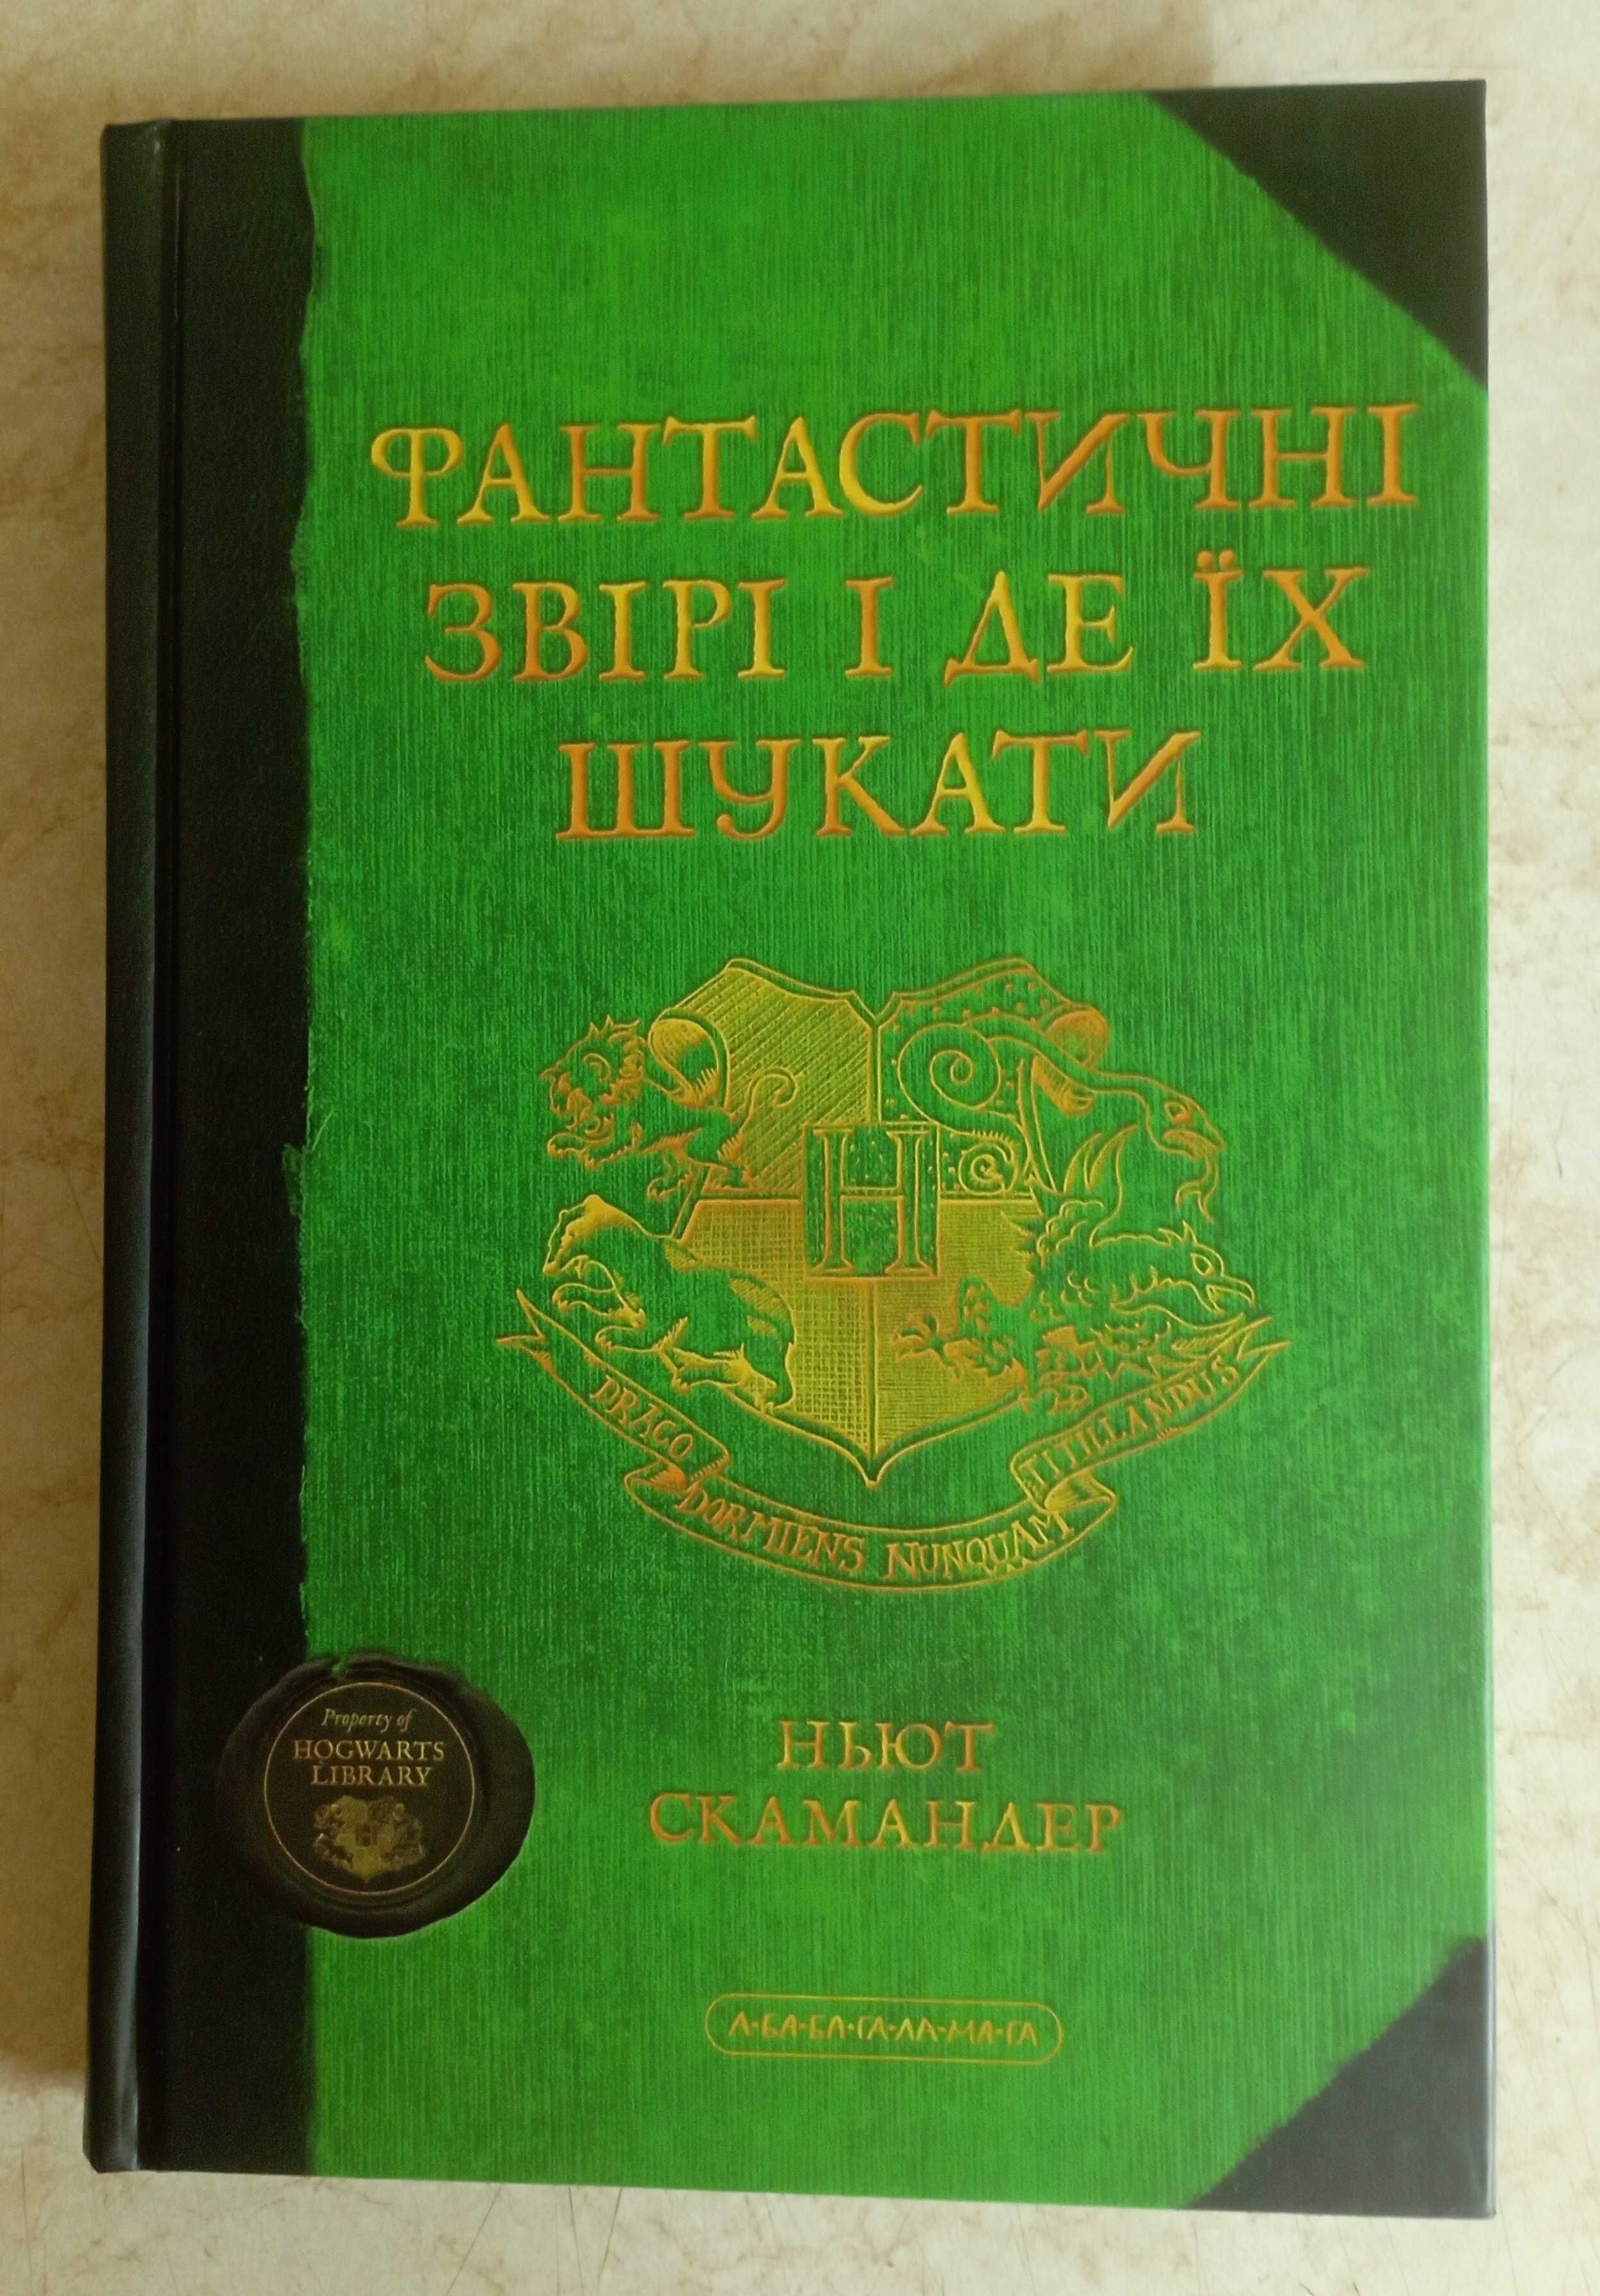 ФАНТАСТИЧНІ
ЗВІРІ І ДЕ ЇХ
ШУКАТИ
H
DRACO DORMIENS NUNQUAM TITILLANDUS
Property of
HOGWARTS
LIBRARY
НЬЮТ
СКАМАНДЕР
А-БА-БА-ГА-ЛА-МА-ГА